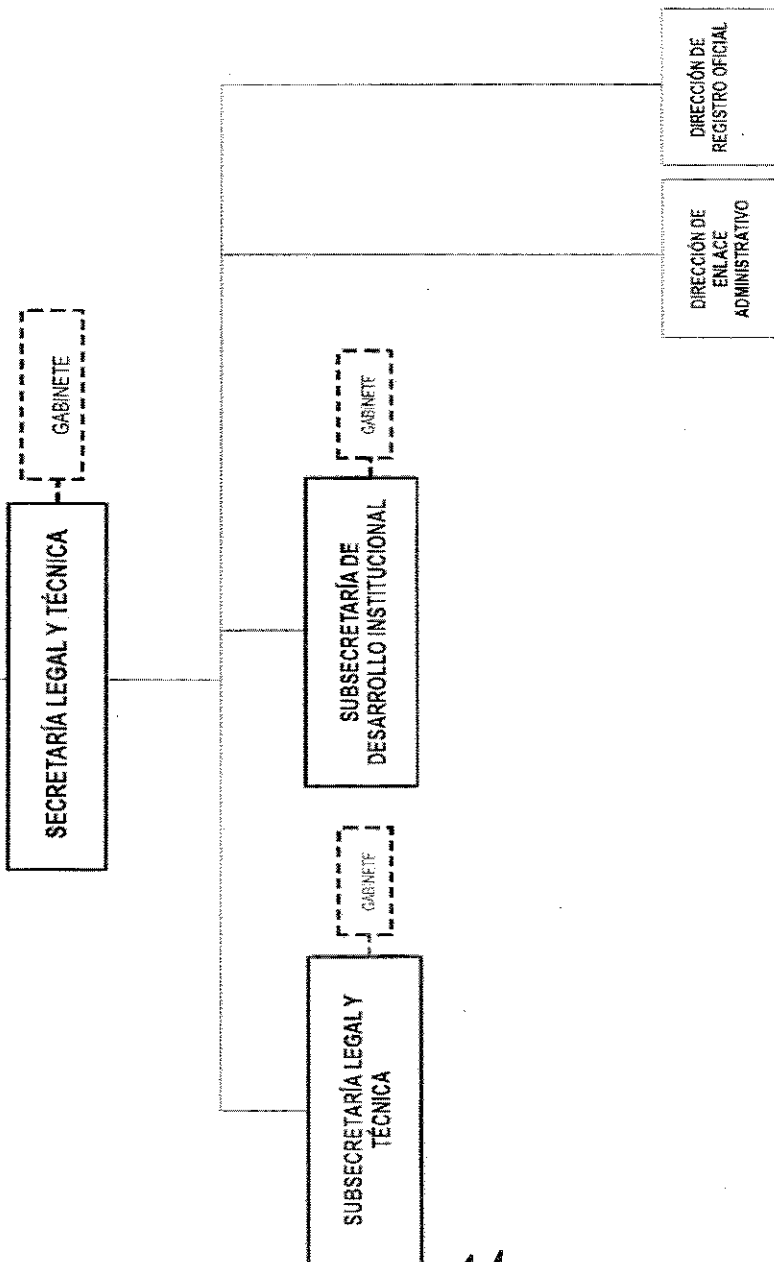 SECRETARÍA LEGAL Y TÉCNICA
GABINETE
SUBSECRETARÍA LEGAL Y
TÉCNICA
GABINETE
SUBSECRETARÍA DE
DESARROLLO INSTITUCIONAL
GABINETE
DIRECCIÓN DE
ENLACE
ADMINISTRATIVO
DIRECCIÓN DE
REGISTRO OFICIAL